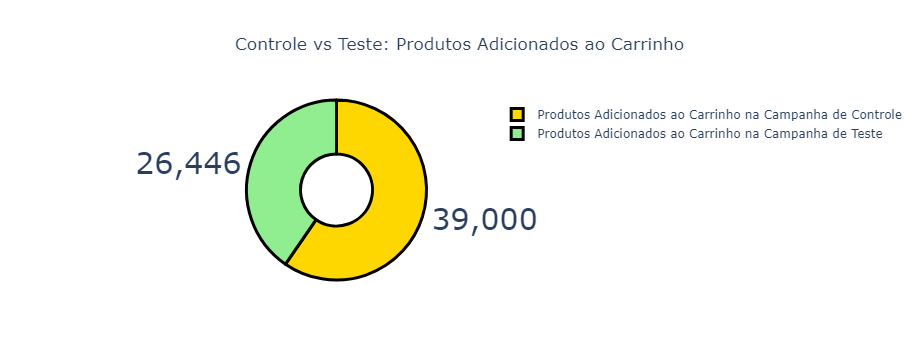 Controle vs Teste: Produtos Adicionados ao Carrinho
Produtos Adicionados ao Carrinho na Campanha de Controle
Produtos Adicionados ao Carrinho na Campanha de Teste
26,446
39,000